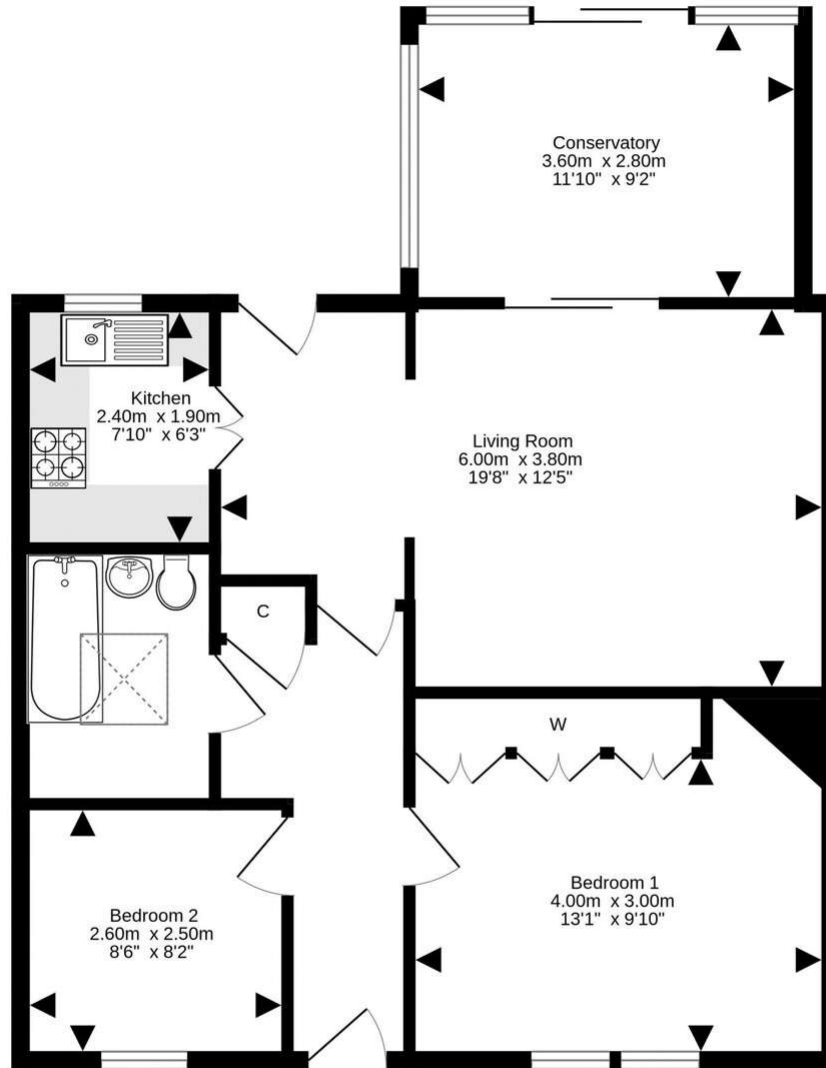 Conservatory
3.60m x 2.80m
11'10" x 9'2"
Kitchen
2.40m x 1.90m
7'10" x 6'3"
Living Room
6.00m x 3.80m
19'8" x 12'5"
C
W
Bedroom 1
4.00m x 3.00m
13'1" x 9'10"
Bedroom 2
2.60m x 2.50m
8'6" x 8'2"